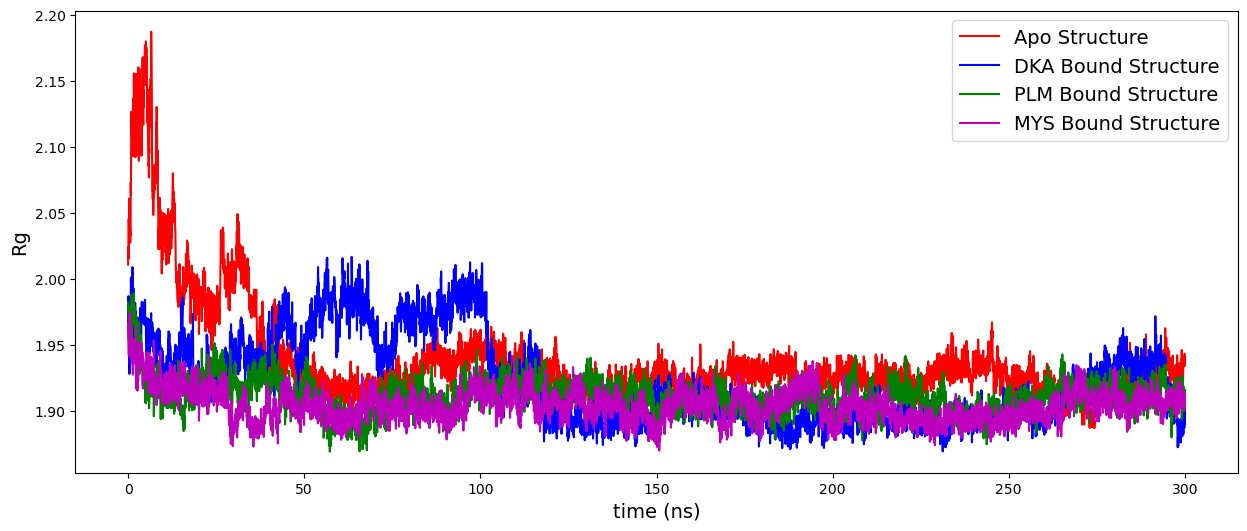 2.20
2.15
2.10
2.05
2.00
1.95
1.90
Rg
Apo Structure
DKA Bound Structure
PLM Bound Structure
MYS Bound Structure
0 50 100 150 200 250 300
time (ns)